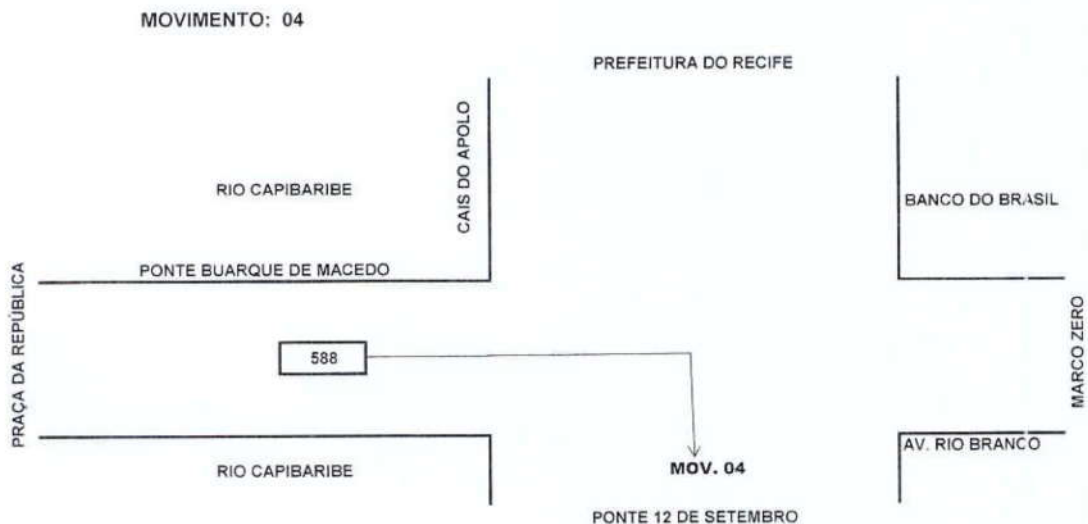 MOVIMENTO: 04
PREFEITURA DO RECIFE
CAIS DO APOLO
RIO CAPIBARIBE
BANCO DO BRASIL
PONTE BUARQUE DE MACEDO
PRAÇA DA REPÚBLICA
588
MARCO ZERO
AV. RIO BRANCO
RIO CAPIBARIBE
MOV. 04
PONTE 12 DE SETEMBRO